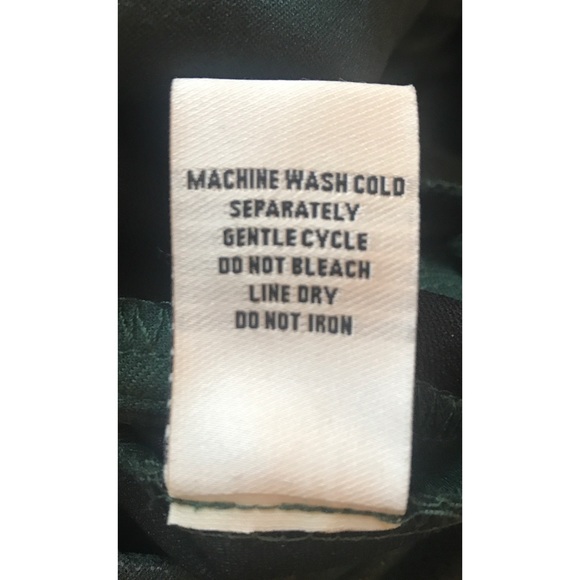 MACHINE WASH COLD
SEPARATELY
GENTLE CYCLE
DO NOT BLEACH
LINE DRY
DO NOT IRON